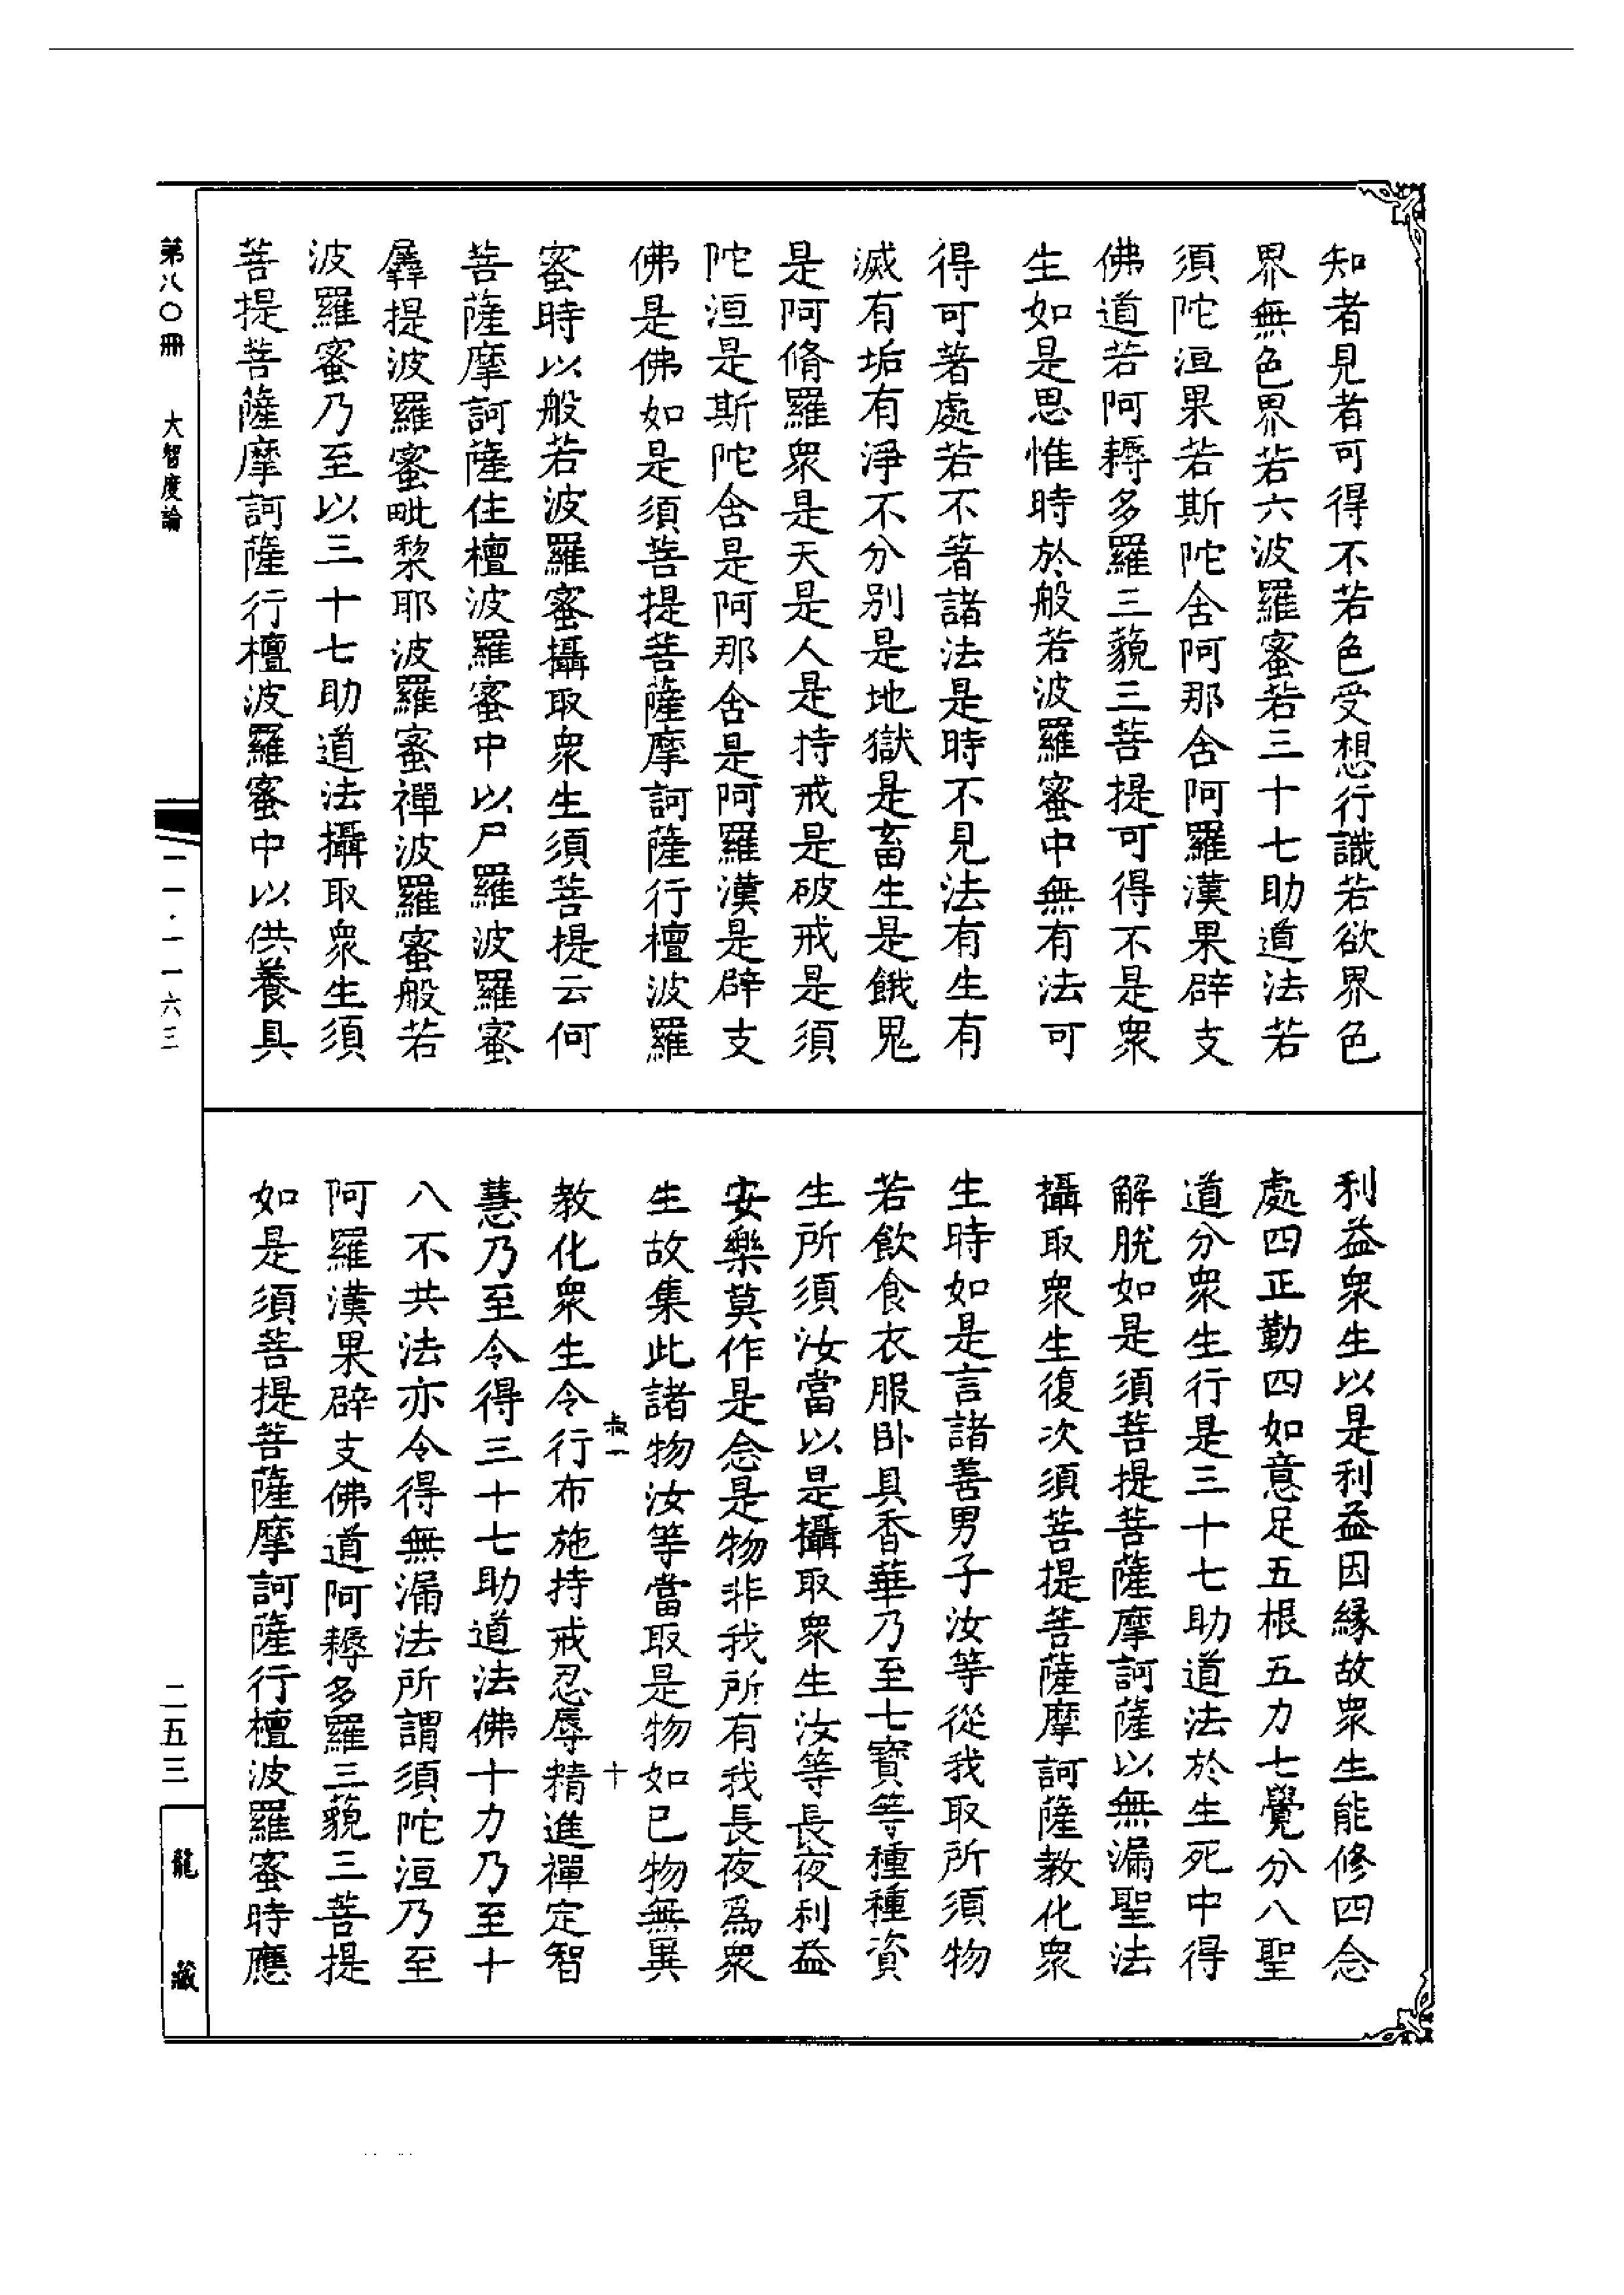 知者見者可得不若色受想行識若欲界色
界無色界若六波羅蜜若三十七助道法若
須陀洹果若斯陀含阿那含阿羅漢果辟支
佛道若阿耨多羅三藐三菩提可得不是衆
生如是思惟時於般若波羅蜜中無有法可
得可著處若不著諸法是時不見法有生有
滅有垢有淨不分別是地獄是畜生是餓鬼
是阿脩羅衆是天是人是持戒是破戒是須
陀洹是斯陀含是阿那含是阿羅漢是辟支
佛是佛如是須菩提菩薩摩訶薩行檀波羅
蜜時以般若波羅蜜攝取衆生須菩提云何
菩薩摩訶薩住檀波羅蜜中以尸羅波羅蜜
羼提波羅蜜毗棃耶波羅蜜禪波羅蜜般若
波羅蜜乃至以三十七助道法攝取衆生須
菩提菩薩摩訶薩行檀波羅蜜中以供養具
利益衆生以是利益因緣故衆生能修四念
處四正勤四如意足五根五力七覺分八聖
道分衆生行是三十七助道法於生死中得
解脫如是須菩提菩薩摩訶薩以無漏聖法
攝取衆生復次須菩提菩薩摩訶薩教化衆
生時如是言諸善男子汝等從我取所須物
若飲食衣服卧具香華乃至七寶等種種資
生所須汝當以是攝取衆生汝等長夜利益
安樂莫作是念是物非我所有我長夜爲衆
生故集此諸物汝等當取是物如已物無異
教化衆生令行布施持戒忍辱精進禪定智
慧乃至令得三十七助道法佛十力乃至十
八不共法亦令得無漏法所謂須陀洹乃至
阿羅漢果辟支佛道阿耨多羅三藐三菩提
如是須菩提菩薩摩訶薩行檀波羅蜜時應
一
十
第八〇冊 大智度論
一一·一一六三
二五三
龍藏